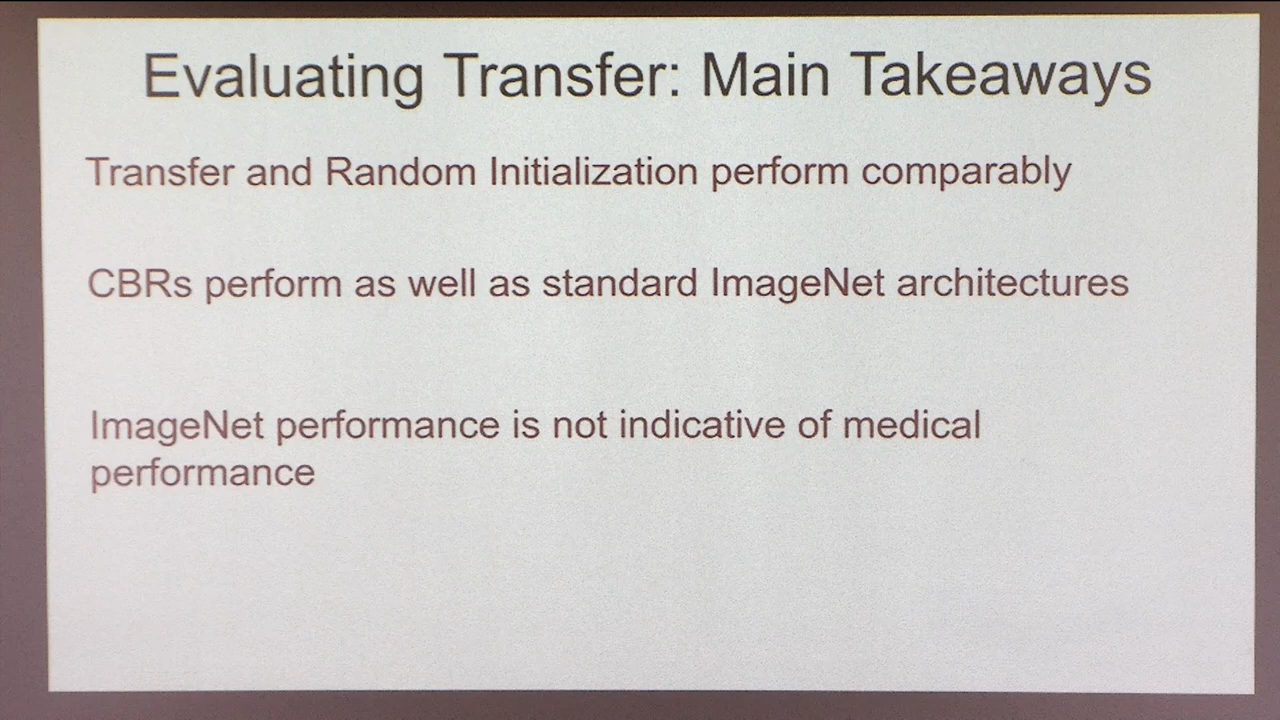 Evaluating Transfer: Main Takeaways
Transfer and Random Initialization perform comparably
CBRs perform as well as standard ImageNet architectures
ImageNet performance is not indicative of medical
performance